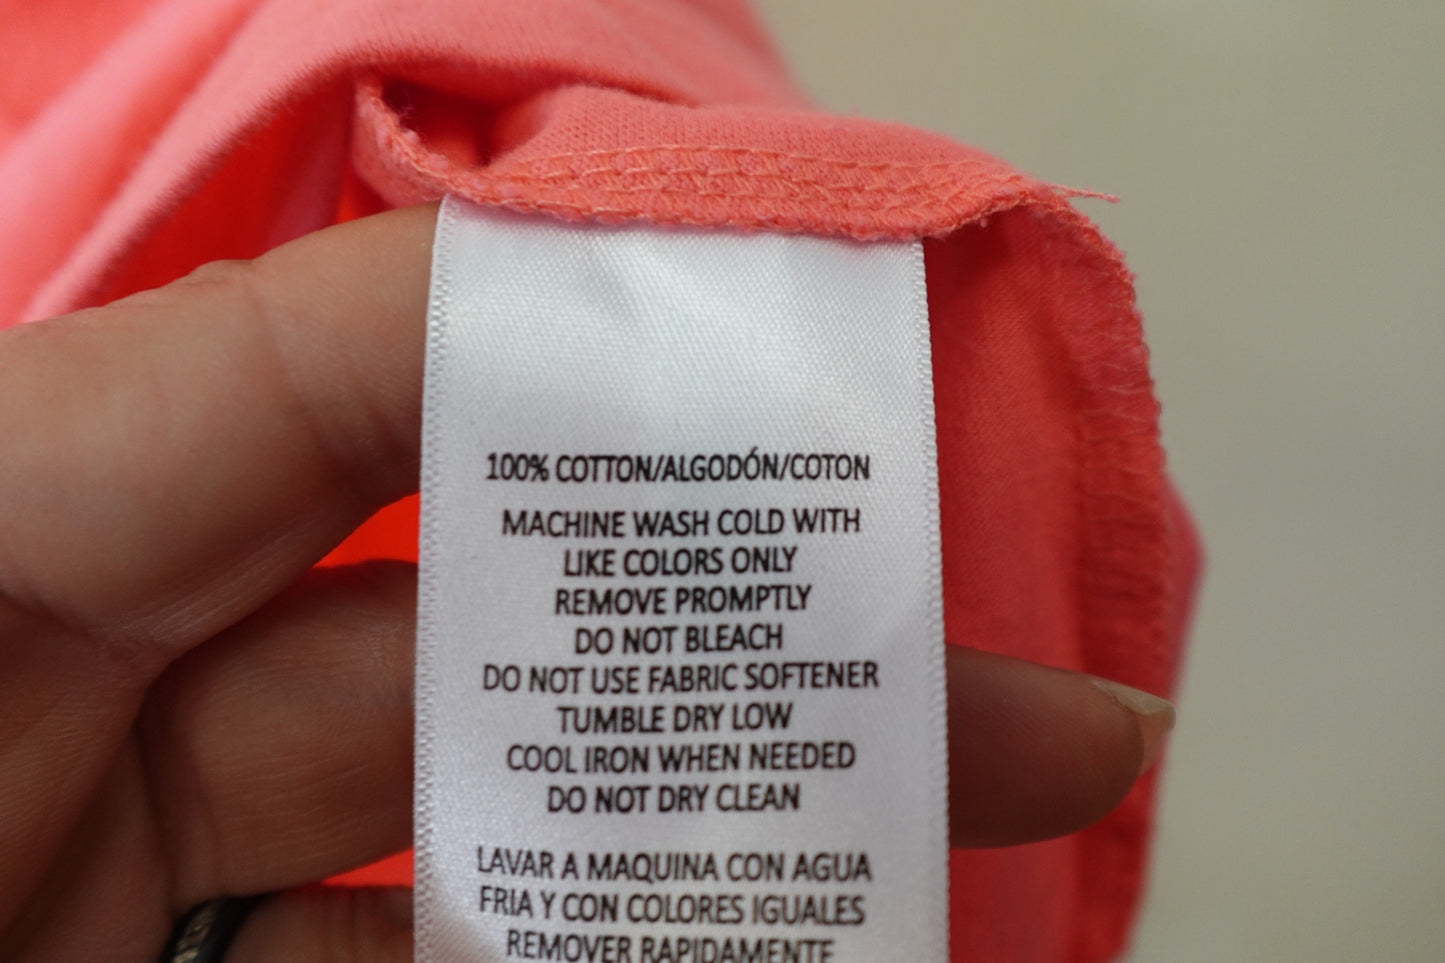 100% COTTON/ALGODÓN/COTON
MACHINE WASH COLD WITH
LIKE COLORS ONLY
REMOVE PROMPTLY
DO NOT BLEACH
DO NOT USE FABRIC SOFTENER
TUMBLE DRY LOW
COOL IRON WHEN NEEDED
DO NOT DRY CLEAN
LAVAR A MAQUINA CON AGUA
FRIA Y CON COLORES IGUALES
REMOVER RAPIDAMENTE